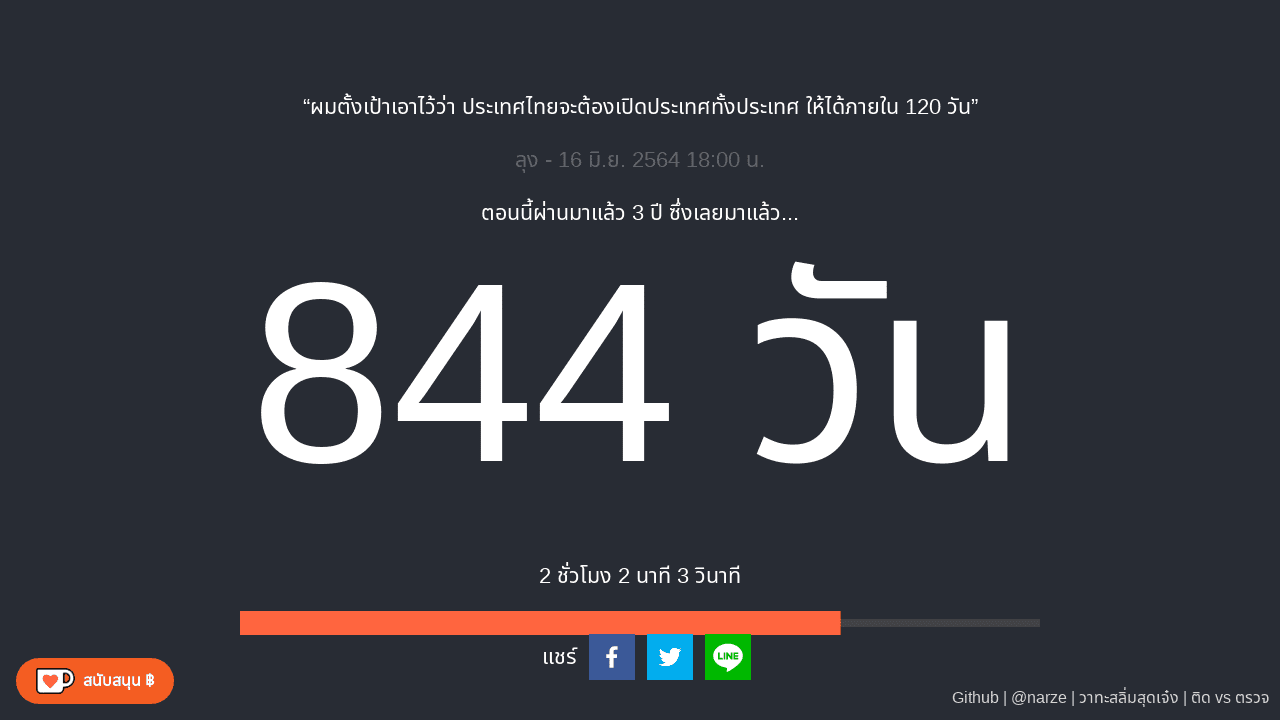 “ผมตั้งเป้าเอาไว้ว่า ประเทศไทยจะต้องเปิดประเทศทั้งประเทศ ให้ได้ภายใน 120 วัน”
ลุง - 16 มิ.ย. 2564 18:00 น.
ตอนนี้ผ่านมาแล้ว 3 ปี ซึ่งเลยมาแล้ว...
844 วัน
2 ชั่วโมง 2 นาที 3 วินาที
แชร์
LINE
สนับสนุน ฿
Github | @narze | วาทะสลิ่มสุดเจ๋ง | ติด vs ตรวจ